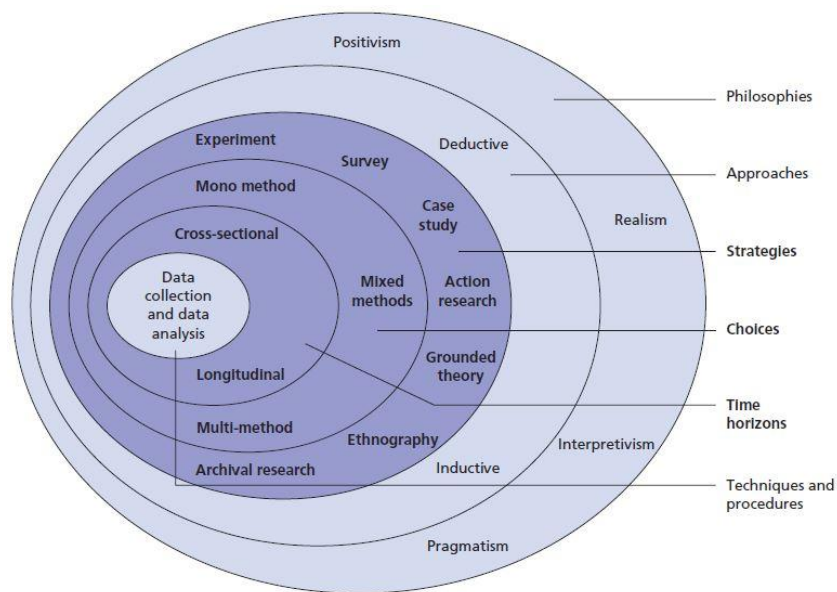 Positivism
Philosophies
Experiment
Survey
Deductive
Approaches
Mono method
Case
study
Realism
Cross-sectional
Strategies
Data
collection
and data
analysis
Mixed
methods
Action
research
Choices
Longitudinal
Grounded
theory
Time
horizons
Multi-method
Ethnography
Interpretivism
Archival research
Inductive
Techniques and
procedures
Pragmatism